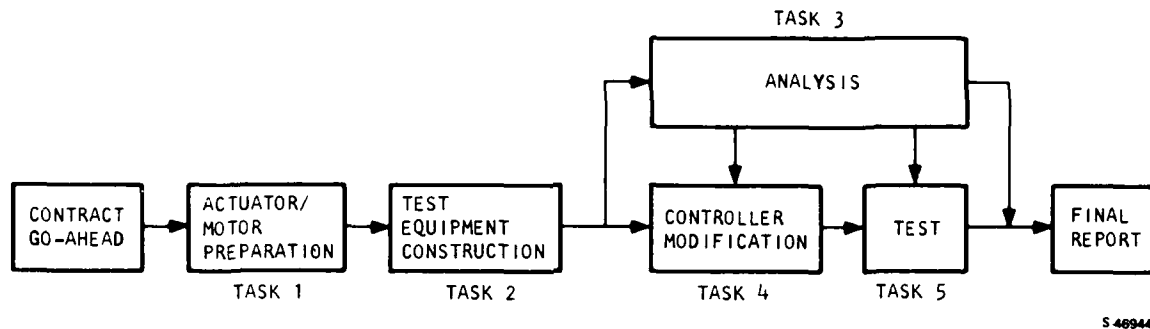 TASK 3
ANALYSIS
CONTRACT
GO-AHEAD
ACTUATOR/
MOTOR
PREPARATION
TASK 1
TEST
EQUIPMENT
CONSTRUCTION
TASK 2
CONTROLLER
MODIFICATION
TASK 4
TEST
TASK 5
FINAL
REPORT
S-46944